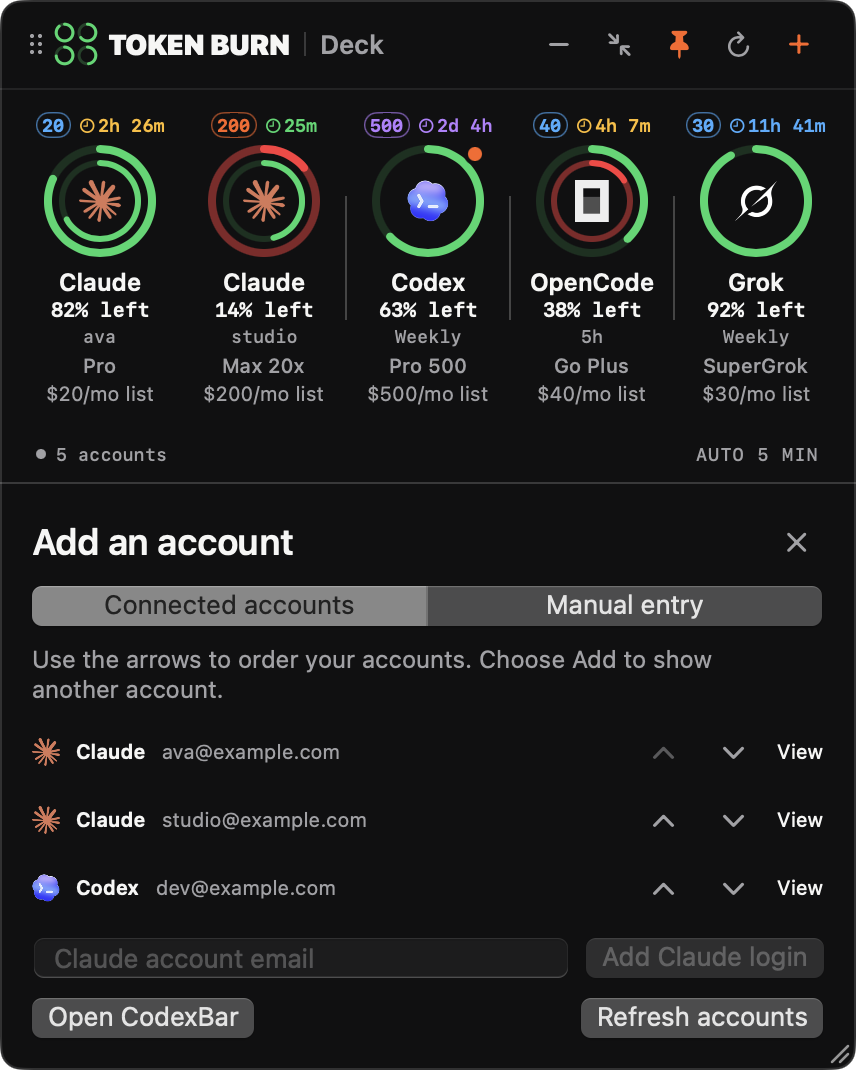 TOKEN BURN Deck
20 2h 26m 200 25m 500 2d 4h 40 4h 7m 30 11h 41m
Claude Claude Codex OpenCode Grok
82% left 14% left 63% left 38% left 92% left
ava studio Weekly 5h Weekly
Pro Max 20x Pro 500 Go Plus SuperGrok
$20/mo list $200/mo list $500/mo list $40/mo list $30/mo list
5 accounts AUTO 5 MIN
Add an account
Connected accounts Manual entry
Use the arrows to order your accounts. Choose Add to show
another account.
Claude ava@example.com View
Claude studio@example.com View
Codex dev@example.com View
Claude account email Add Claude login
Open CodexBar Refresh accounts